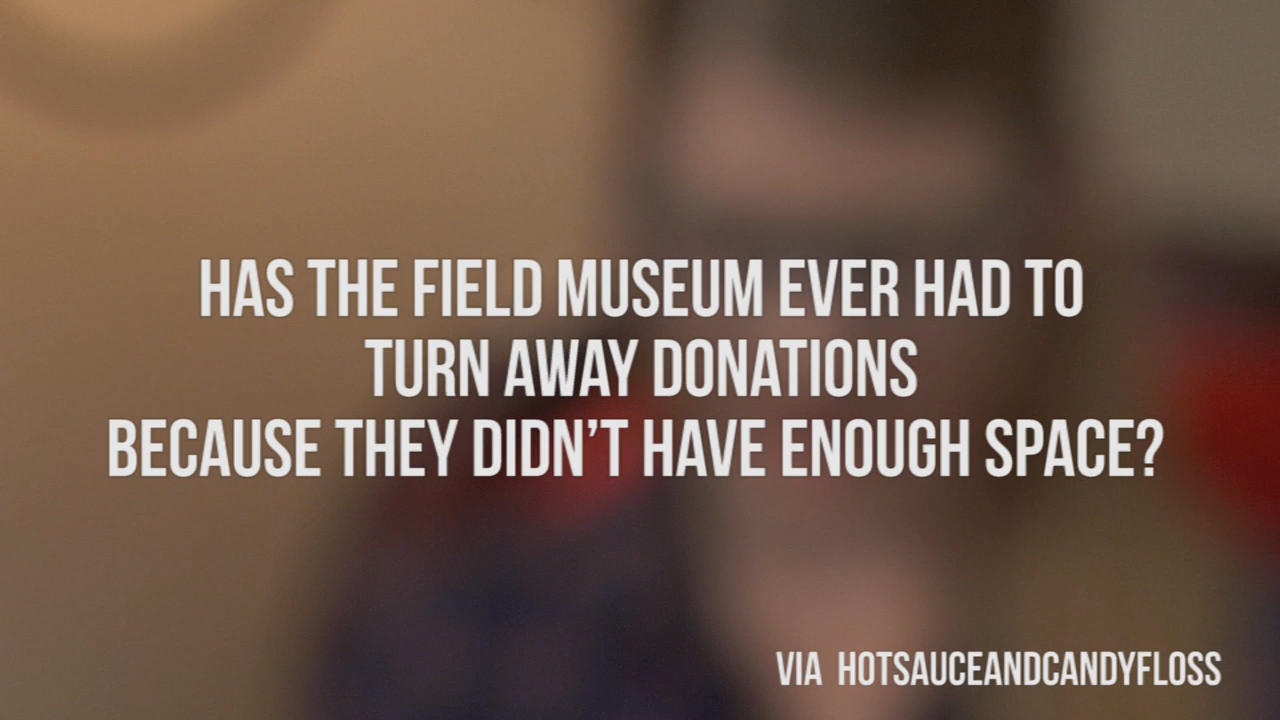 HAS THE FIELD MUSEUM EVER HAD TO
TURN AWAY DONATIONS
BECAUSE THEY DIDN'T HAVE ENOUGH SPACE?
VIA HOTSAUCEANDCANDYFLOSS